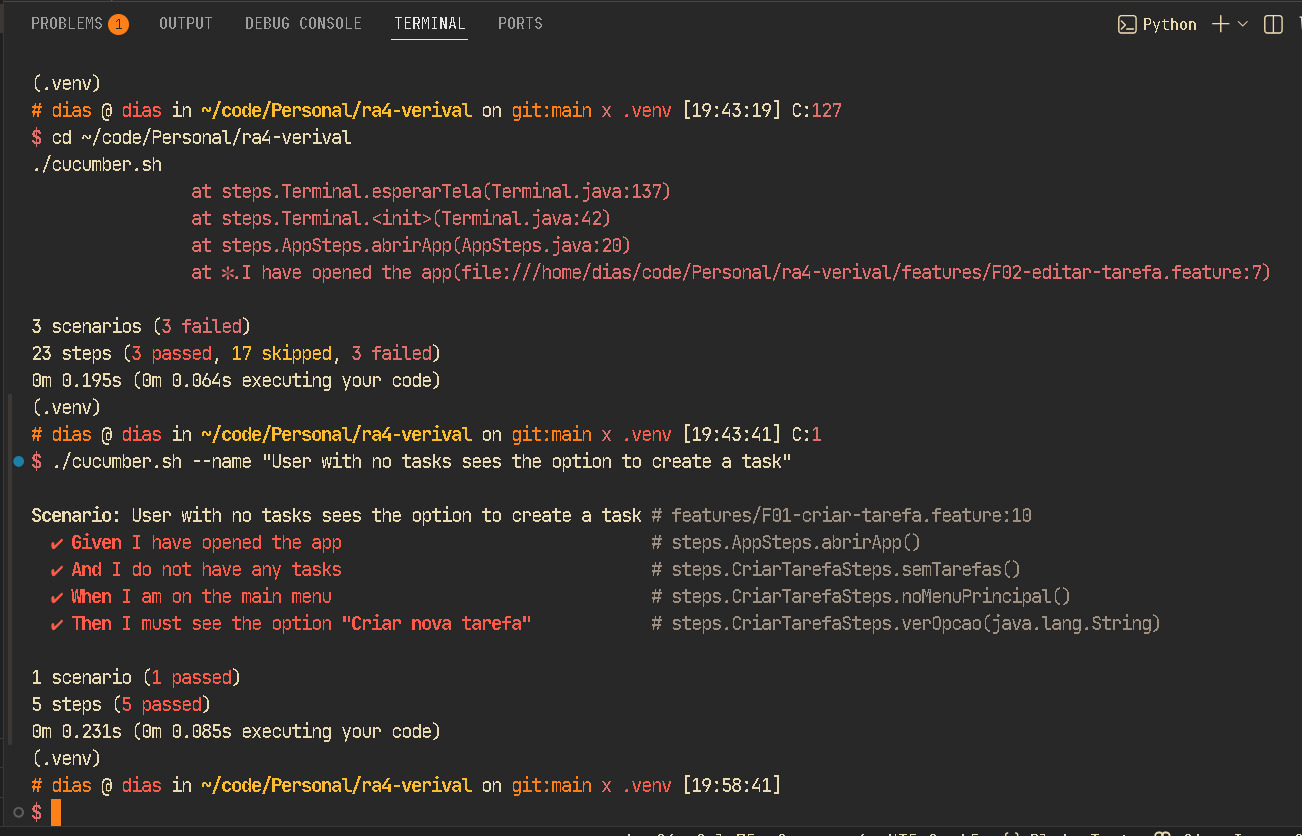 PROBLEMS 1 OUTPUT DEBUG CONSOLE TERMINAL PORTS Python
(.venv)
# dias @ dias in ~/code/Personal/ra4-verival on git:main x .venv [19:43:19] C:127
$ cd ~/code/Personal/ra4-verival
./cucumber.sh
at steps.Terminal.esperarTela(Terminal.java:137)
at steps.Terminal.<init>(Terminal.java:42)
at steps.AppSteps.abrirApp(AppSteps.java:20)
at ✽.I have opened the app(file:///home/dias/code/Personal/ra4-verival/features/F02-editar-tarefa.feature:7)
3 scenarios (3 failed)
23 steps (3 passed, 17 skipped, 3 failed)
0m 0.195s (0m 0.064s executing your code)
(.venv)
# dias @ dias in ~/code/Personal/ra4-verival on git:main x .venv [19:43:41] C:1
$ ./cucumber.sh --name "User with no tasks sees the option to create a task"
Scenario: User with no tasks sees the option to create a task # features/F01-criar-tarefa.feature:10
✔ Given I have opened the app # steps.AppSteps.abrirApp()
✔ And I do not have any tasks # steps.CriarTarefaSteps.semTarefas()
✔ When I am on the main menu # steps.CriarTarefaSteps.noMenuPrincipal()
✔ Then I must see the option "Criar nova tarefa" # steps.CriarTarefaSteps.verOpcao(java.lang.String)
1 scenario (1 passed)
5 steps (5 passed)
0m 0.231s (0m 0.085s executing your code)
(.venv)
# dias @ dias in ~/code/Personal/ra4-verival on git:main x .venv [19:58:41]
$